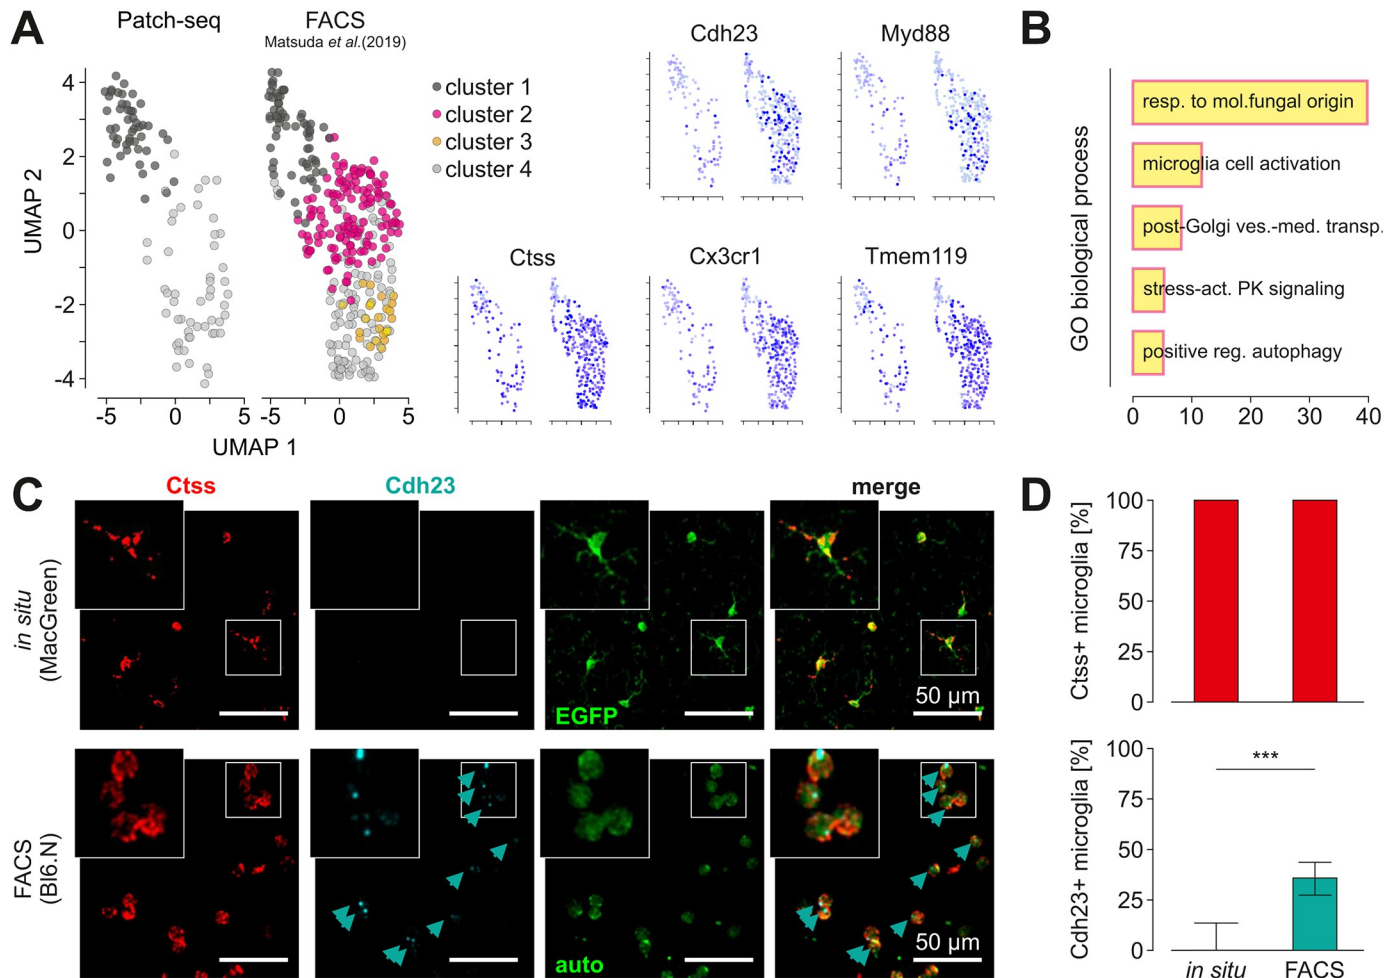 A
Patch-seq
FACS
Matsuda et al.(2019)
UMAP 2
4
2
0
-2
-4
-5
0
5
-5
0
5
UMAP 1
cluster 1
cluster 2
cluster 3
cluster 4
Cdh23
Myd88
Ctss
Cx3cr1
Tmem119
B
GO biological process
resp. to mol.fungal origin
microglia cell activation
post-Golgi ves.-med. transp.
stress-act. PK signaling
positive reg. autophagy
0
10
20
30
40
C
Ctss
Cdh23
merge
in situ
(MacGreen)
EGFP
50 µm
FACS
(Bl6.N)
auto
50 µm
D
Ctss+ microglia [%]
100
75
50
25
0
Cdh23+ microglia [%]
100
75
50
25
0
***
in situ
FACS